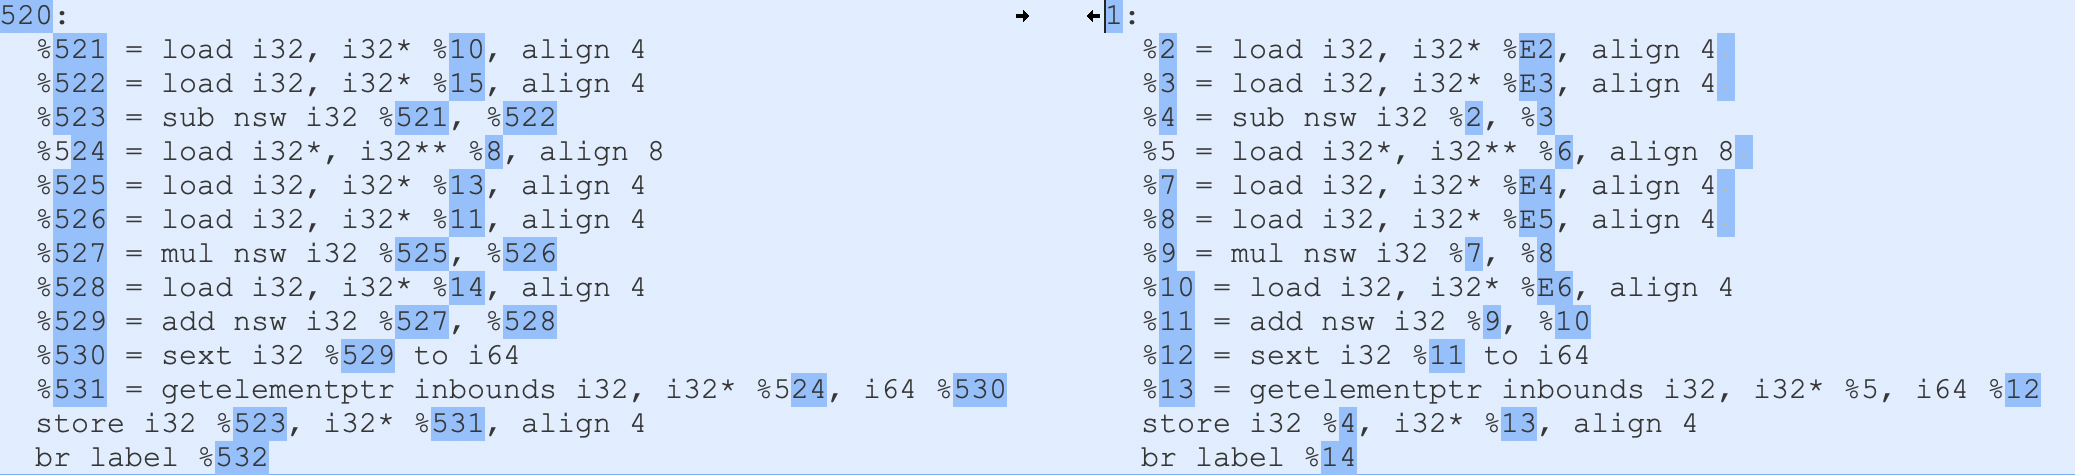 520:
%521 = load i32, i32* %10, align 4
%522 = load i32, i32* %15, align 4
%523 = sub nsw i32 %521, %522
%524 = load i32*, i32** %8, align 8
%525 = load i32, i32* %13, align 4
%526 = load i32, i32* %11, align 4
%527 = mul nsw i32 %525, %526
%528 = load i32, i32* %14, align 4
%529 = add nsw i32 %527, %528
%530 = sext i32 %529 to i64
%531 = getelementptr inbounds i32, i32* %524, i64 %530
store i32 %523, i32* %531, align 4
br label %532
1:
%2 = load i32, i32* %E2, align 4
%3 = load i32, i32* %E3, align 4
%4 = sub nsw i32 %2, %3
%5 = load i32*, i32** %6, align 8
%7 = load i32, i32* %E4, align 4
%8 = load i32, i32* %E5, align 4
%9 = mul nsw i32 %7, %8
%10 = load i32, i32* %E6, align 4
%11 = add nsw i32 %9, %10
%12 = sext i32 %11 to i64
%13 = getelementptr inbounds i32, i32* %5, i64 %12
store i32 %4, i32* %13, align 4
br label %14